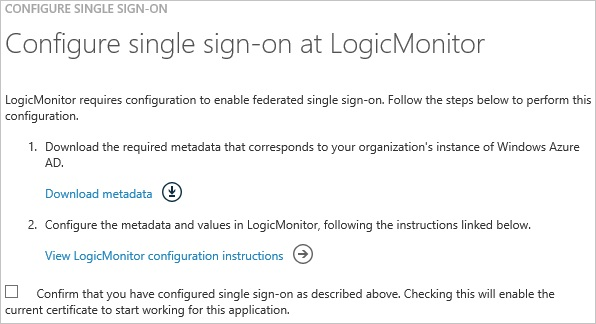 CONFIGURE SINGLE SIGN-ON
Configure single sign-on at LogicMonitor
LogicMonitor requires configuration to enable federated single sign-on. Follow the steps below to perform this
configuration.
1. Download the required metadata that corresponds to your organization's instance of Windows Azure
AD.
Download metadata
2. Configure the metadata and values in LogicMonitor, following the instructions linked below.
View LogicMonitor configuration instructions
Confirm that you have configured single sign-on as described above. Checking this will enable the
current certificate to start working for this application.